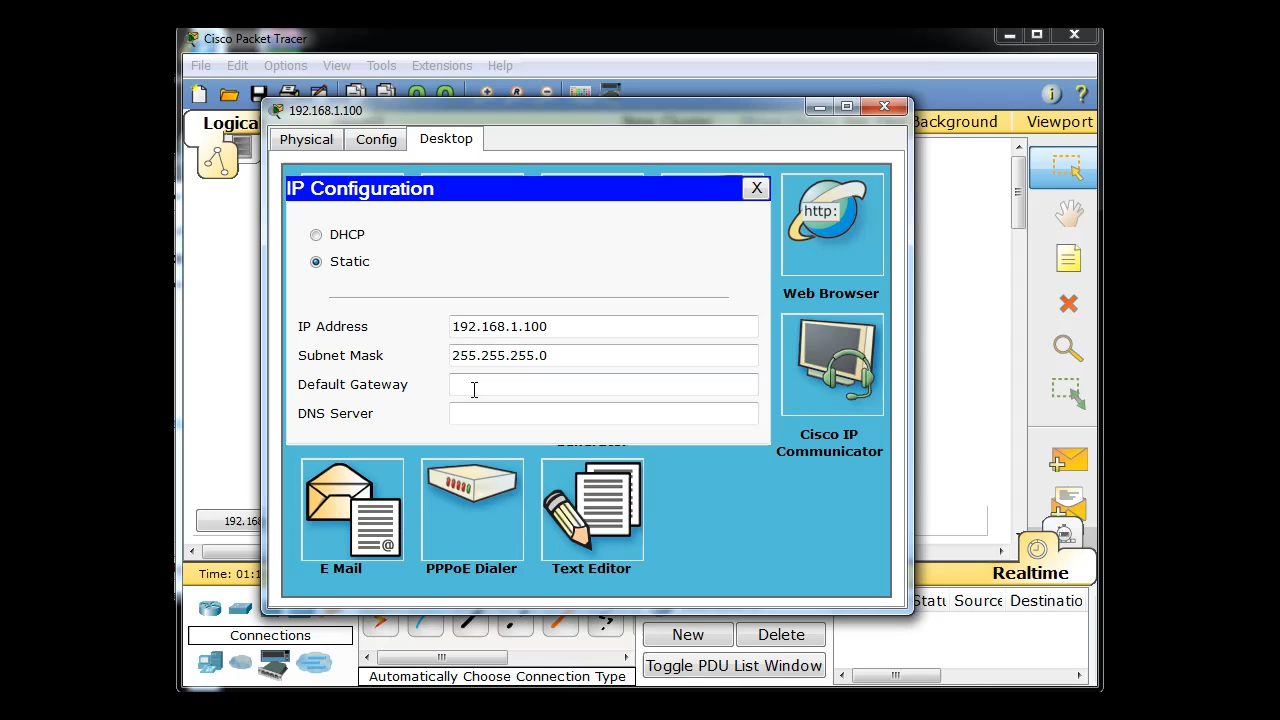 Cisco Packet Tracer
File Edit Options View Tools Extensions Help
192.168.1.100
Logica
Background
Viewport
Physical Config Desktop
IP Configuration X
http:
DHCP
Static
Web Browser
IP Address 192.168.1.100
Subnet Mask 255.255.255.0
Default Gateway
DNS Server
Cisco IP
Communicator
@
E Mail PPPoE Dialer Text Editor
192.168
Time: 01:1
Realtime
Source Destinatio
Connections
New Delete
Toggle PDU List Window
Automatically Choose Connection Type